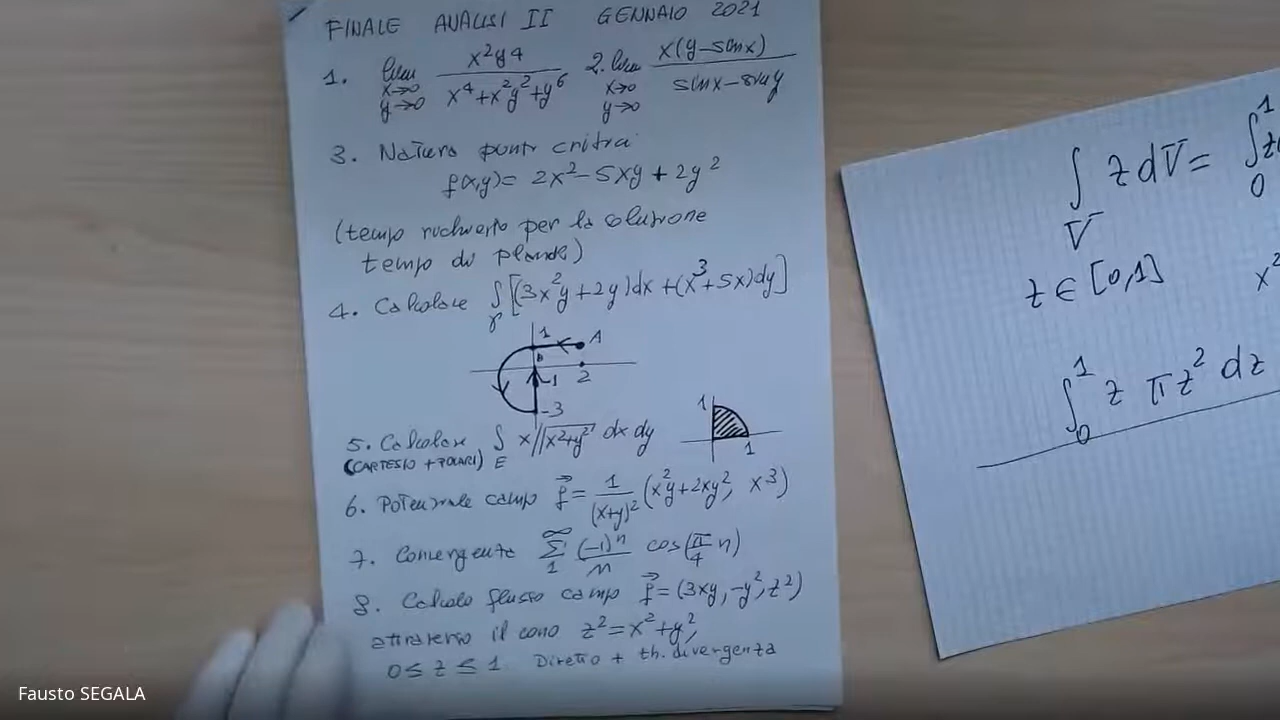 FINALE ANALISI II GENNAIO 2021
1. lim x→0 y→0 x²y4 / x⁴+x²y²+y⁶ 2. lim x→0 y→0 x(y-sinx) / sinx-siny
3. Natura punti critici
f(x,y)= 2x²-5xy+2y²
(tempo richiesto per la soluzione
tempo di Planck)
4. Calcolare ∫γ [(3x²y+2y)dx+(x³+5x)dy]
1 A
B
-1 2
-3
1
5. Calcolare ∫E x/√x²+y² dx dy
1
(CARTESIO + POLARI)
6. Potenziale campo f⃗= 1/(x+y)² (x²y+2xy², x³)
7. Convergenza ∑1^∞ (-1)ⁿ/n cos(π/4 n)
8. Calcolo flusso campo f⃗=(3xy,-y²,z²)
attraverso il cono z²=x²+y²,
0≤z≤1 Diretto + th. divergenza
∫V z dV= ∫0^1
z∈[0,1] x²
∫0^1 z πz² dz
Fausto SEGALA